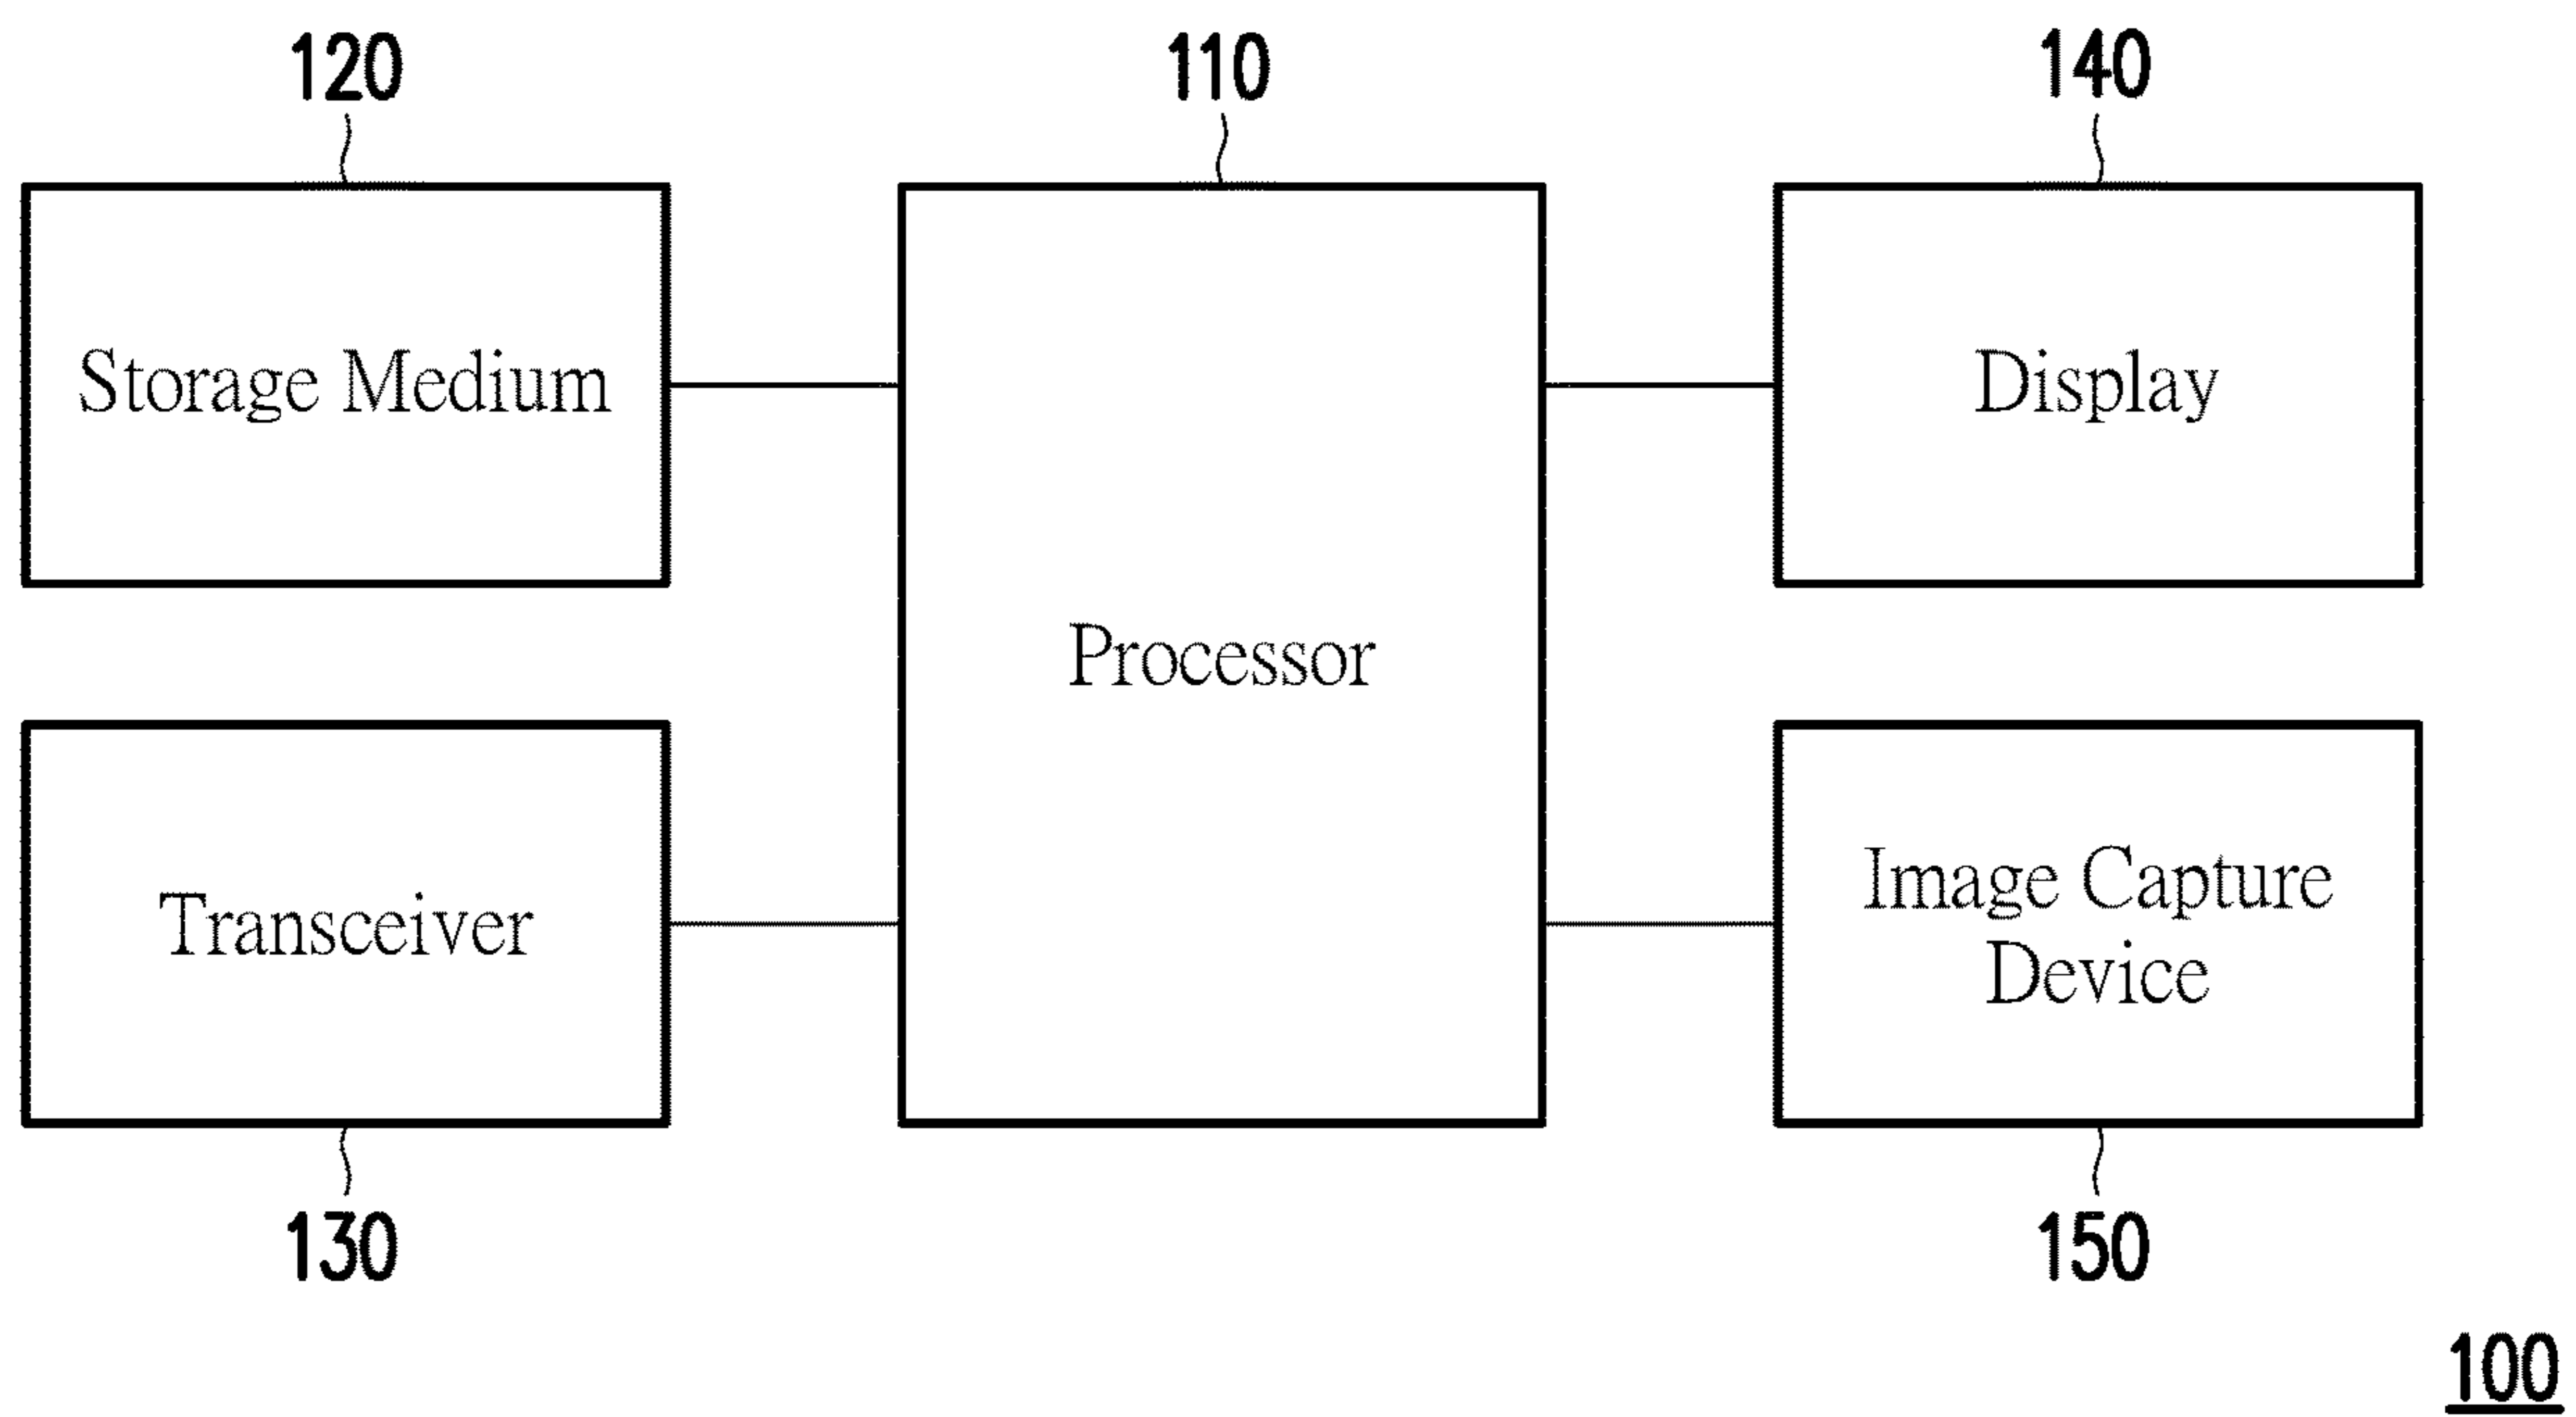 120
110
140
Storage Medium
Processor
Display
Transceiver
Image Capture
Device
130
150
100